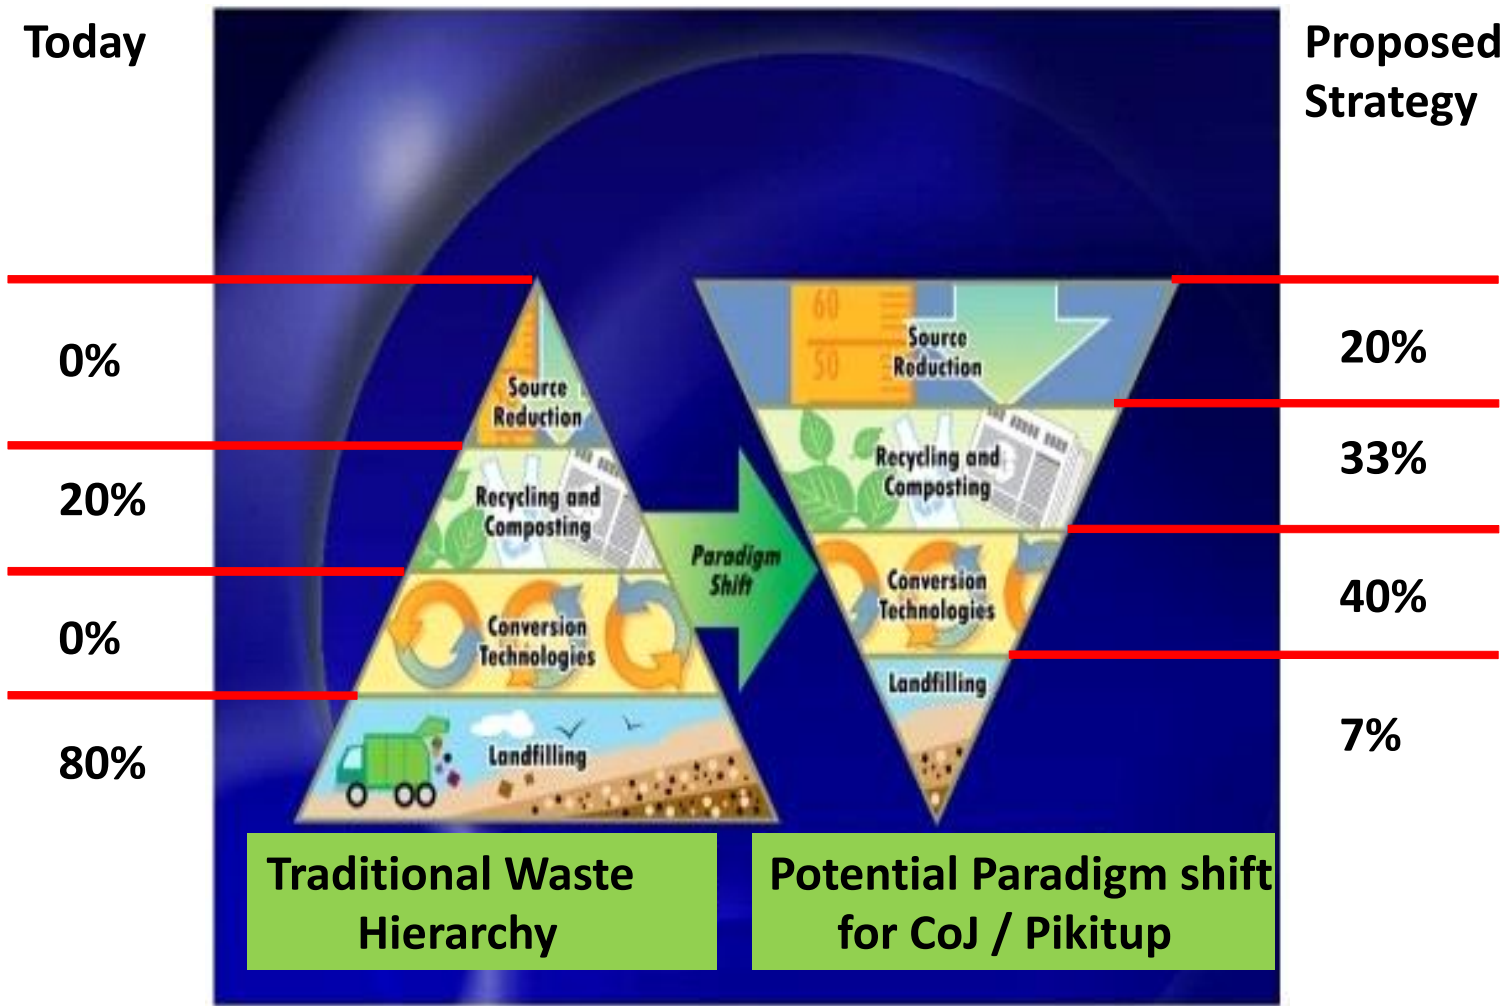 Today
Proposed
Strategy
0%
20%
0%
80%
Source
Reduction
Recycling and
Composting
Conversion
Technologies
Landfilling
Paradigm
Shift
60
50
Source
Reduction
Recycling and
Composting
Conversion
Technologies
Landfilling
20%
33%
40%
7%
Traditional Waste
Hierarchy
Potential Paradigm shift
for CoJ / Pikitup